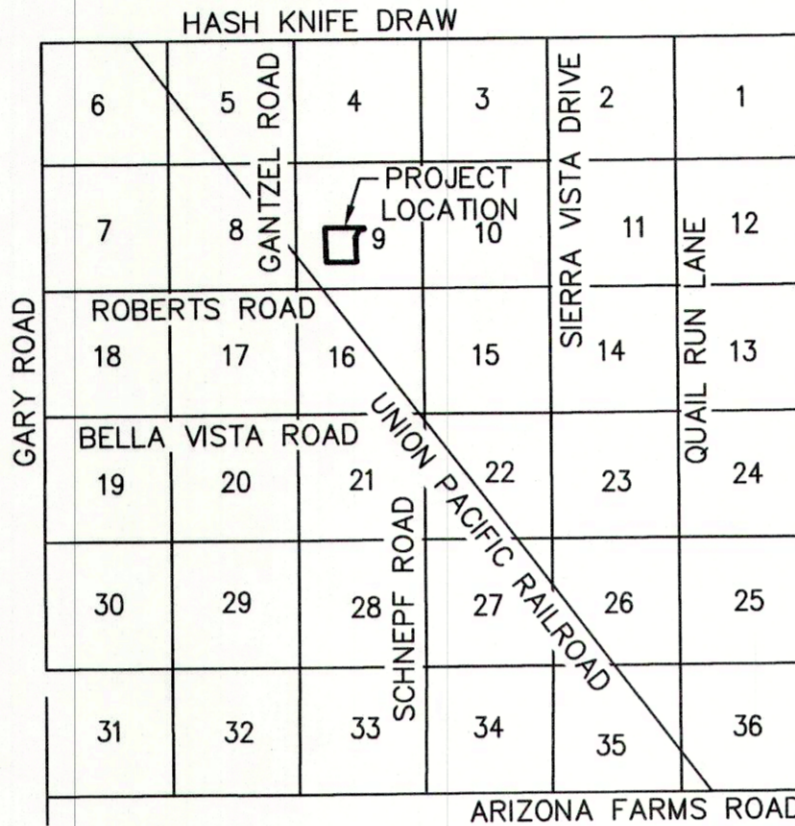 HASH KNIFE DRAW
6 5 4 3 2 1
GANTZEL ROAD
SIERRA VISTA DRIVE
PROJECT
LOCATION
7 8 9 10 11 12
QUAIL RUN LANE
GARY ROAD
ROBERTS ROAD
18 17 16 15 14 13
UNION PACIFIC RAILROAD
BELLA VISTA ROAD
19 20 21 22 23 24
SCHNEPF ROAD
30 29 28 27 26 25
31 32 33 34 35 36
ARIZONA FARMS ROAD